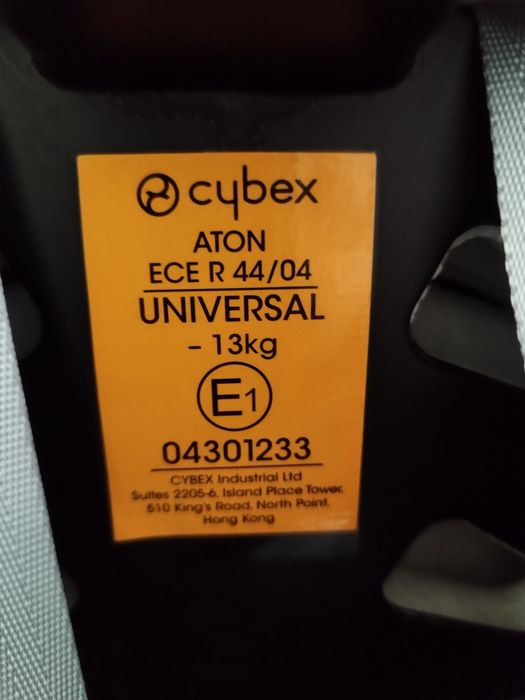 cybex
ATON
ECE R 44/04
UNIVERSAL
- 13kg
E1
04301233
CYBEX Industrial Ltd
Suites 2205-6, Island Place Tower,
510 King's Road, North Point,
Hong Kong